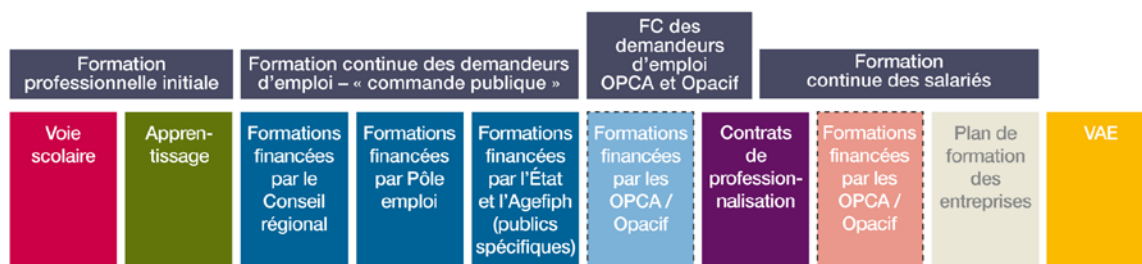 Formation
professionnelle initiale
Formation continue des demandeurs
d'emploi – « commande publique »
FC des
demandeurs
d'emploi
OPCA et Opacif
Formation
continue des salariés
Voie
scolaire
Appren-
tissage
Formations
financées
par le
Conseil
régional
Formations
financées
par Pôle
emploi
Formations
financées
par l'État
et l'Agefiph
(publics
spécifiques)
Formations
financées
par les
OPCA /
Opacif
Contrats
de
profession-
nalisation
Formations
financées
par les
OPCA /
Opacif
Plan de
formation
des
entreprises
VAE